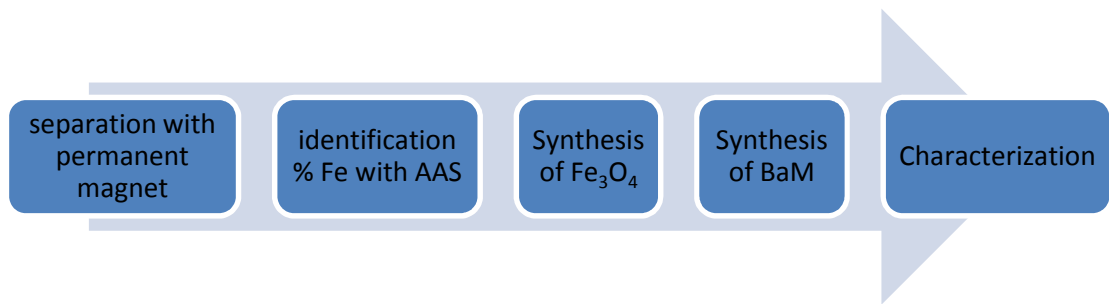 separation with
permanent
magnet
identification
% Fe with AAS
Synthesis
of Fe₃O₄
Synthesis
of BaM
Characterization